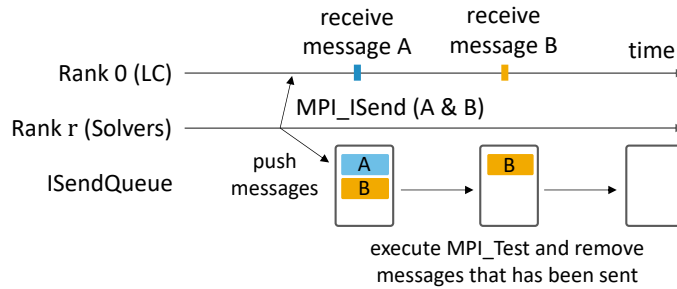 receive
message A
receive
message B
time
Rank 0 (LC)
MPI_ISend (A & B)
Rank r (Solvers)
push
messages
ISendQueue
A
B
B
execute MPI_Test and remove
messages that has been sent